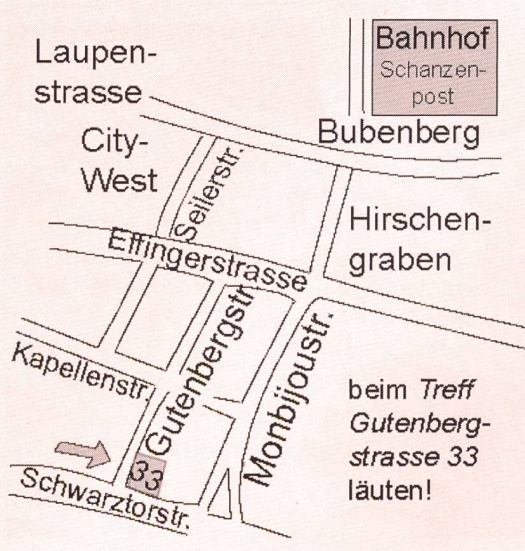 Bahnhof
Schanzen-
post
Laupen-
strasse
Bubenberg
City-
West
Seilerstr.
Hirschen-
graben
Effingerstrasse
Gutenbergstr.
Monbijoustr.
Kapellenstr.
beim Treff
Gutenberg-
strasse 33
läuten!
33
Schwarztorstr.